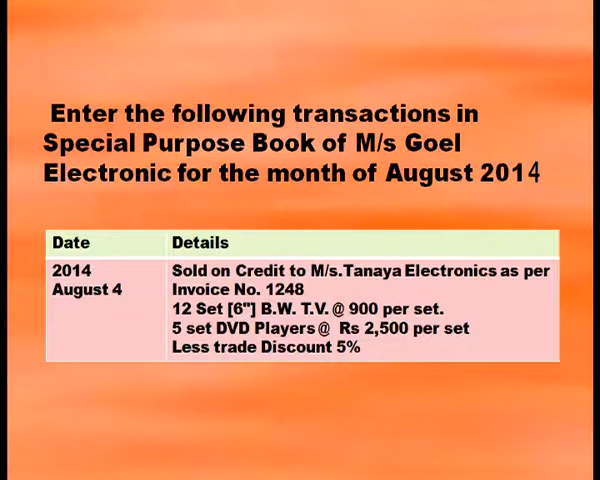 Enter the following transactions in
Special Purpose Book of M/s Goel
Electronic for the month of August 2014
Date Details
2014 Sold on Credit to M/s.Tanaya Electronics as per
August 4 Invoice No. 1248
12 Set [6"] B.W. T.V. @ 900 per set.
5 set DVD Players @ Rs 2,500 per set
Less trade Discount 5%